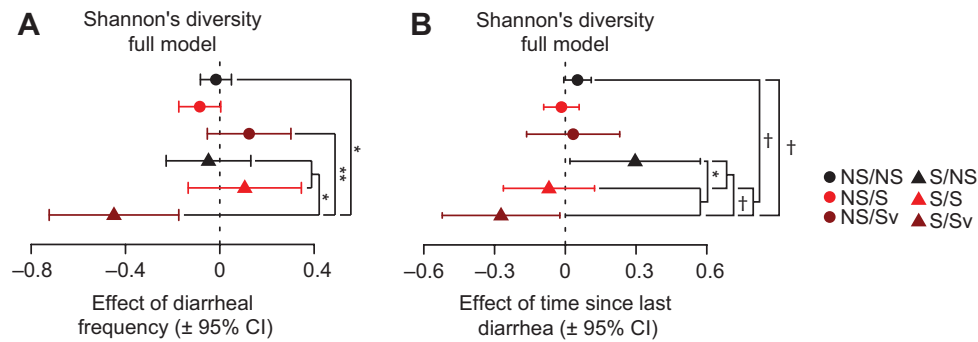 A
Shannon's diversity
full model
*
**
*
–0.8
–0.4
0
0.4
Effect of diarrheal
frequency (± 95% CI)
B
Shannon's diversity
full model
†
†
*
†
–0.6
–0.3
0
0.3
0.6
Effect of time since last
diarrhea (± 95% CI)
NS/NS S/NS
NS/S S/S
NS/Sv S/Sv